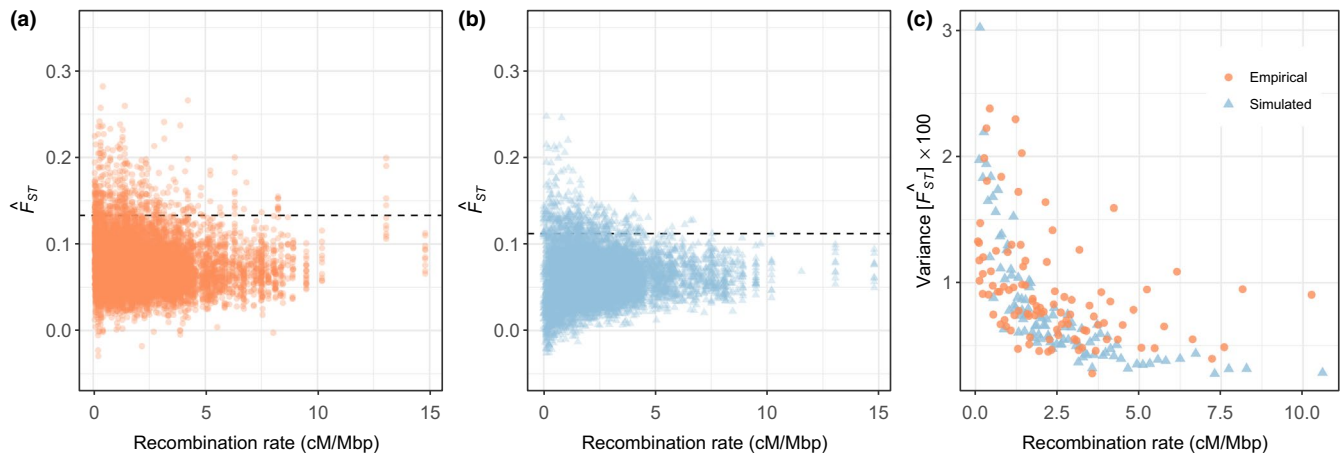 (a)
F̂ST
0.3
0.2
0.1
0.0
0
5
10
15
Recombination rate (cM/Mbp)
(b)
F̂ST
0.3
0.2
0.1
0.0
0
5
10
15
Recombination rate (cM/Mbp)
(c)
Variance [F̂ST] × 100
3
2
1
0.0
2.5
5.0
7.5
10.0
Recombination rate (cM/Mbp)
Empirical
Simulated